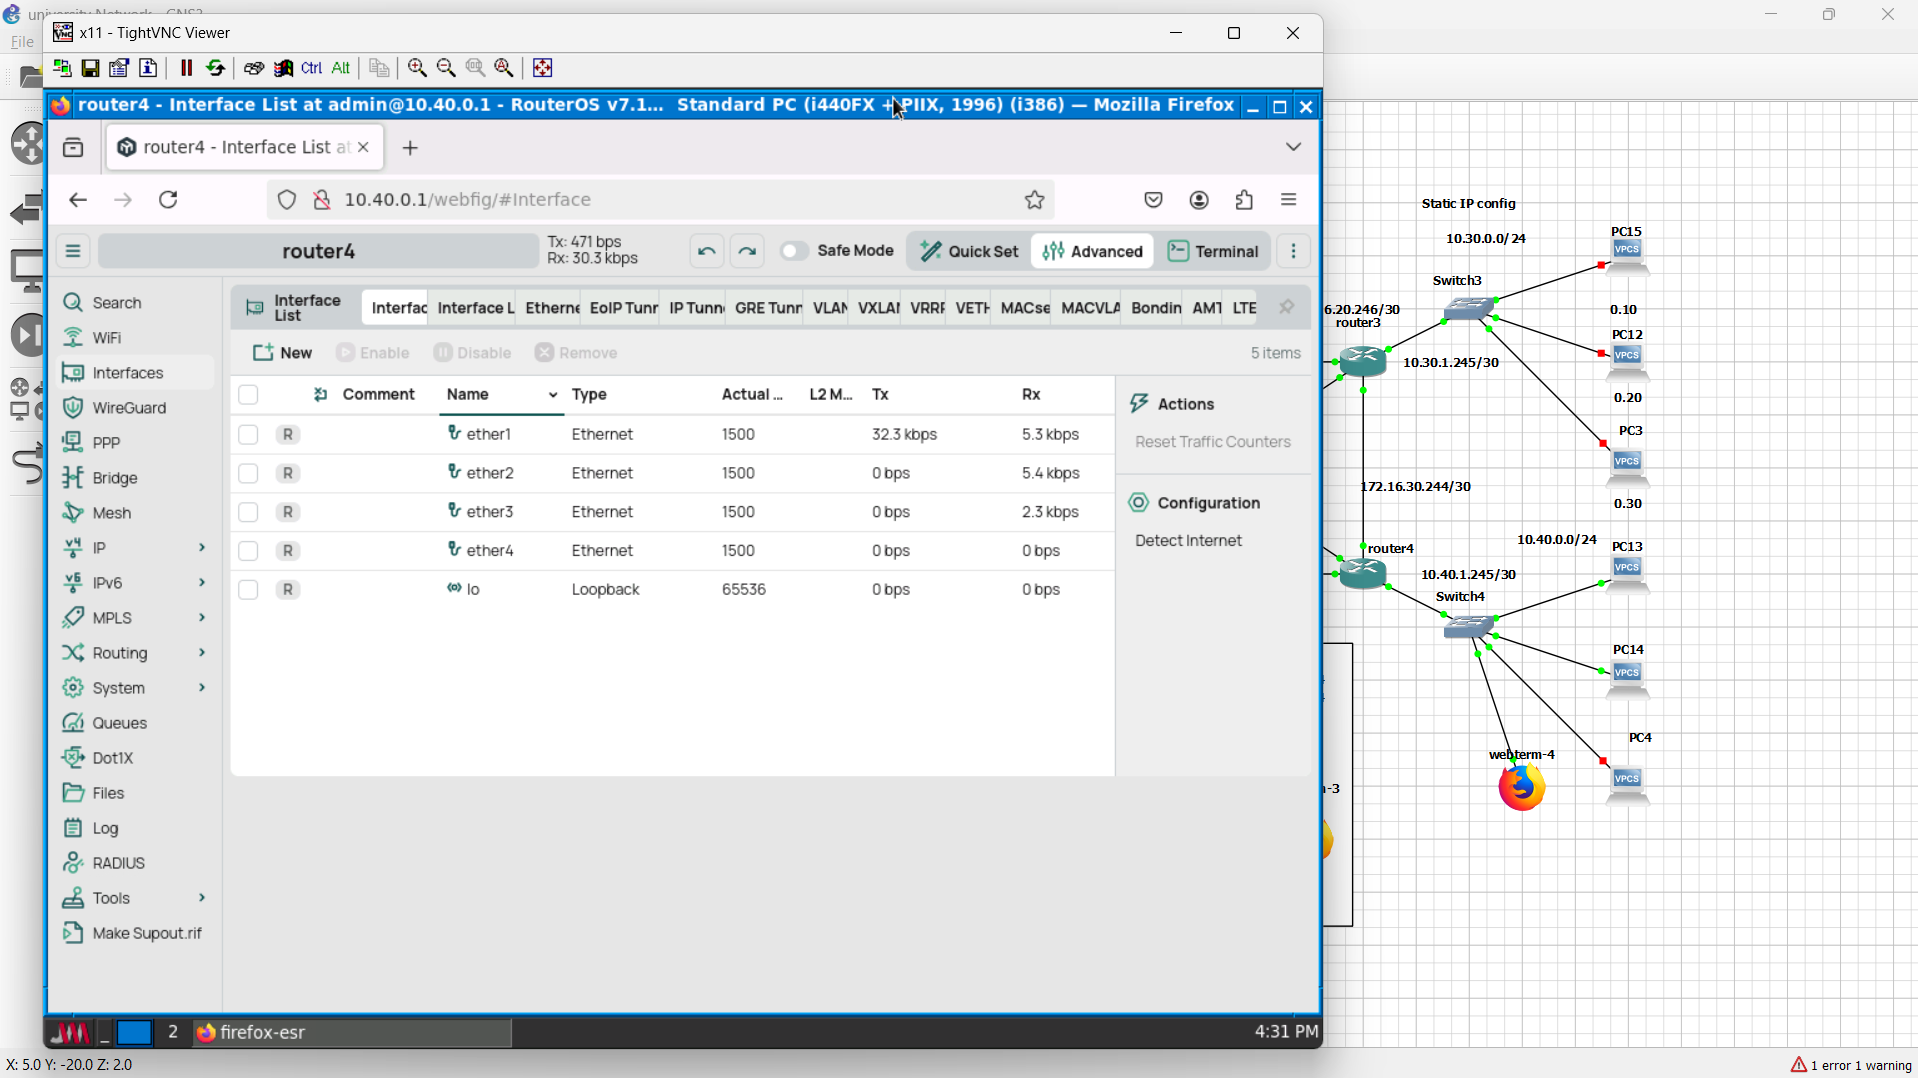 x11 - TightVNC Viewer
File
Ctrl Alt
router4 - Interface List at admin@10.40.0.1 - RouterOS v7.1... Standard PC (i440FX + PIIX, 1996) (i386) — Mozilla Firefox
router4 - Interface List at
10.40.0.1/webfig/#Interface
router4
Tx: 471 bps
Rx: 30.3 kbps
Safe Mode
Quick Set
Advanced
Terminal
Search
WiFi
Interfaces
WireGuard
PPP
Bridge
Mesh
IP
IPv6
MPLS
Routing
System
Queues
Dot1X
Files
Log
RADIUS
Tools
Make Supout.rif
Interface List
Interfac Interface L Etherne EoIP Tunr IP Tunn GRE Tunr VLAN VXLA VRRI VETH MACse MACVLA Bondin AMT LTE
New Enable Disable Remove 5 items
Comment Name Type Actual ... L2 M... Tx Rx
R ether1 Ethernet 1500 32.3 kbps 5.3 kbps
R ether2 Ethernet 1500 0 bps 5.4 kbps
R ether3 Ethernet 1500 0 bps 2.3 kbps
R ether4 Ethernet 1500 0 bps 0 bps
R lo Loopback 65536 0 bps 0 bps
Actions
Reset Traffic Counters
Configuration
Detect Internet
2 firefox-esr 4:31 PM
Static IP config
10.30.0.0/24
PC15
VPCS
Switch3
6.20.246/30
router3
0.10
PC12
VPCS
10.30.1.245/30
0.20
PC3
VPCS
172.16.30.244/30
0.30
10.40.0.0/24
PC13
VPCS
router4
10.40.1.245/30
Switch4
PC14
VPCS
PC4
VPCS
webterm-4
-3
X: 5.0 Y: -20.0 Z: 2.0
1 error 1 warning